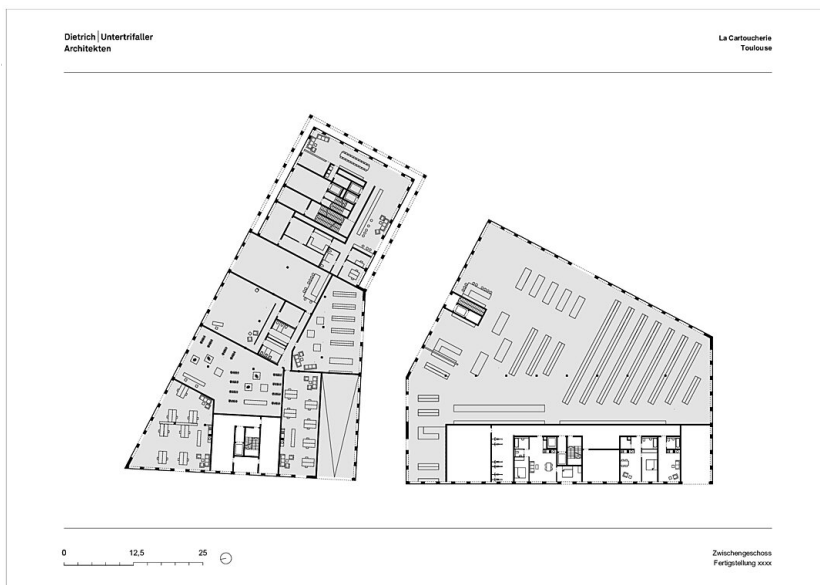 Dietrich | Untertrifaller
Architekten
La Cartoucherie
Toulouse
0 12,5 25
Zwischengeschoss
Fertigstellung xxxx